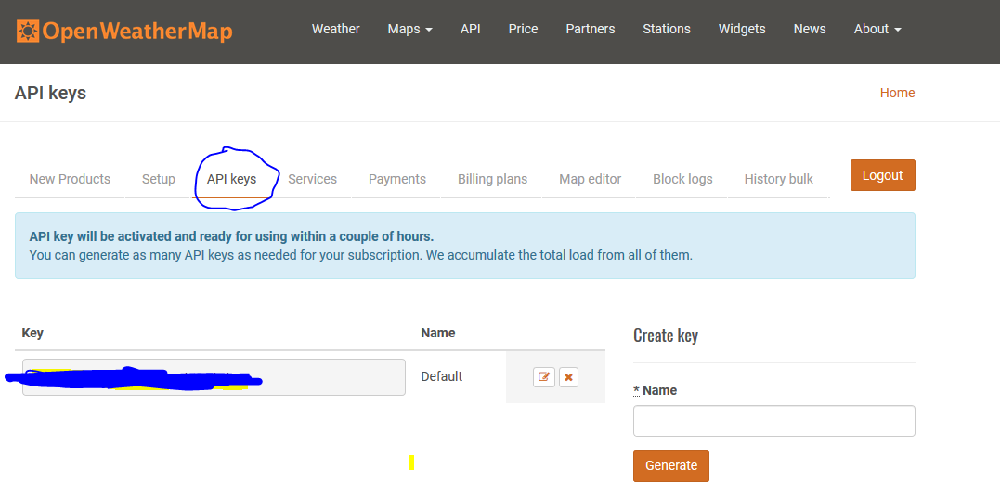 OpenWeatherMap Weather Maps API Price Partners Stations Widgets News About
API keys Home
New Products Setup API keys Services Payments Billing plans Map editor Block logs History bulk Logout
API key will be activated and ready for using within a couple of hours.
You can generate as many API keys as needed for your subscription. We accumulate the total load from all of them.
Key Name
Default
Create key
* Name
Generate